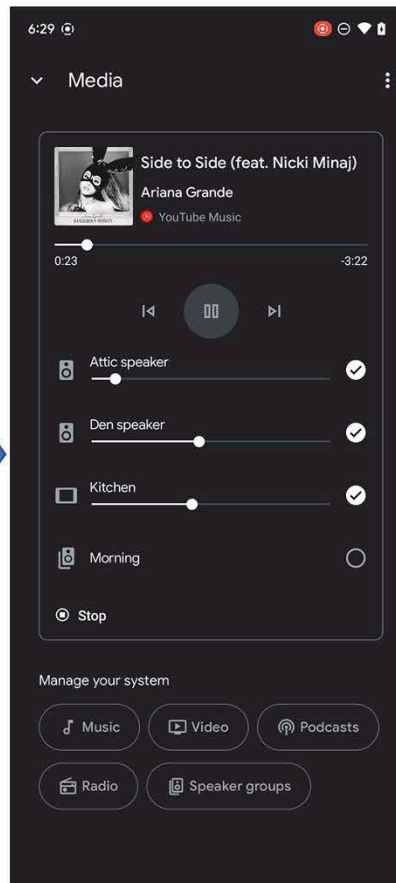 6:29
Media
Side to Side (feat. Nicki Minaj)
Ariana Grande
YouTube Music
0:23 -3:22
Attic speaker
Den speaker
Kitchen
Morning
Stop
Manage your system
Music Video Podcasts
Radio Speaker groups